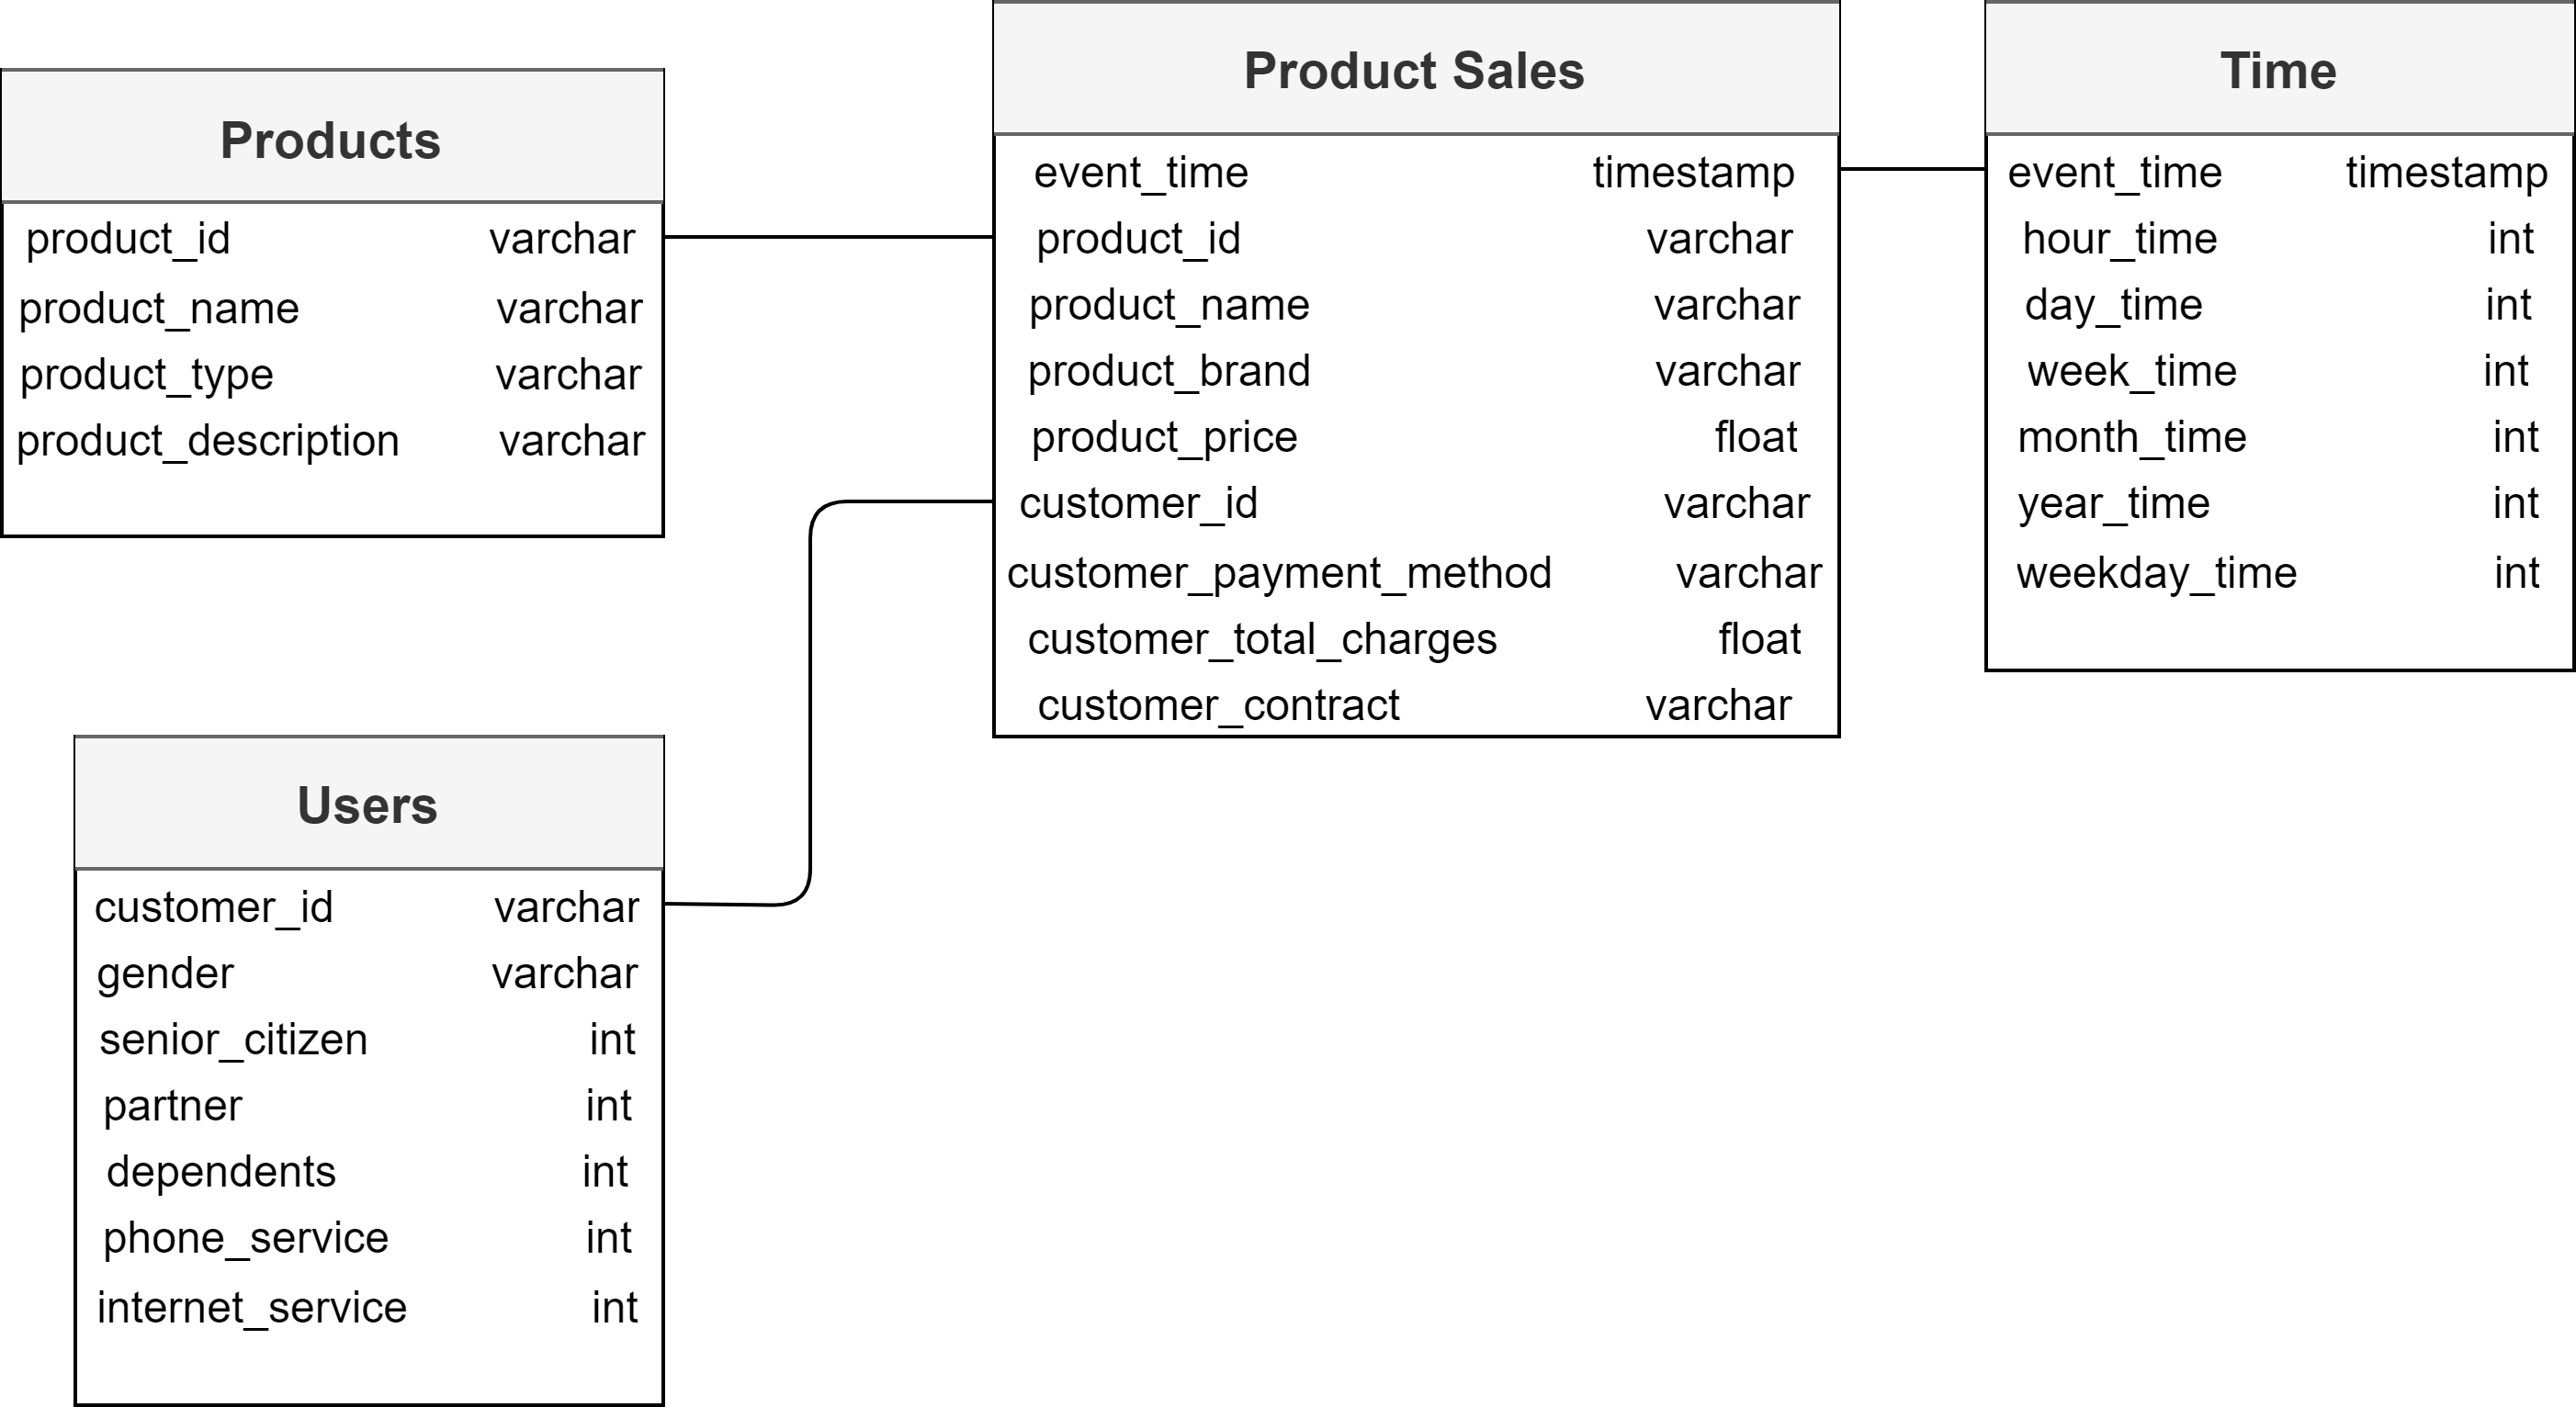 Products
product_id varchar
product_name varchar
product_type varchar
product_description varchar
Product Sales
event_time timestamp
product_id varchar
product_name varchar
product_brand varchar
product_price float
customer_id varchar
customer_payment_method varchar
customer_total_charges float
customer_contract varchar
Time
event_time timestamp
hour_time int
day_time int
week_time int
month_time int
year_time int
weekday_time int
Users
customer_id varchar
gender varchar
senior_citizen int
partner int
dependents int
phone_service int
internet_service int